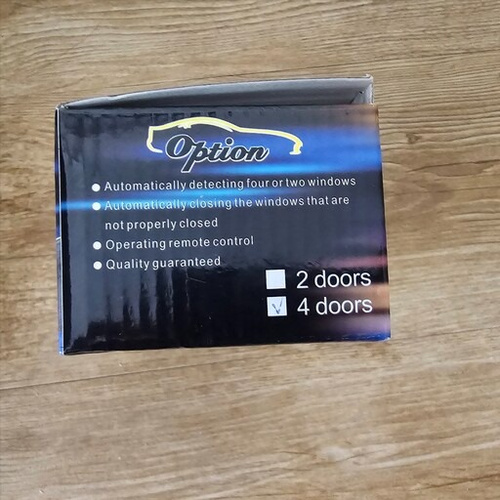 Option
Automatically detecting four or two windows
Automatically closing the windows that are
not properly closed
Operating remote control
Quality guaranteed
2 doors
4 doors